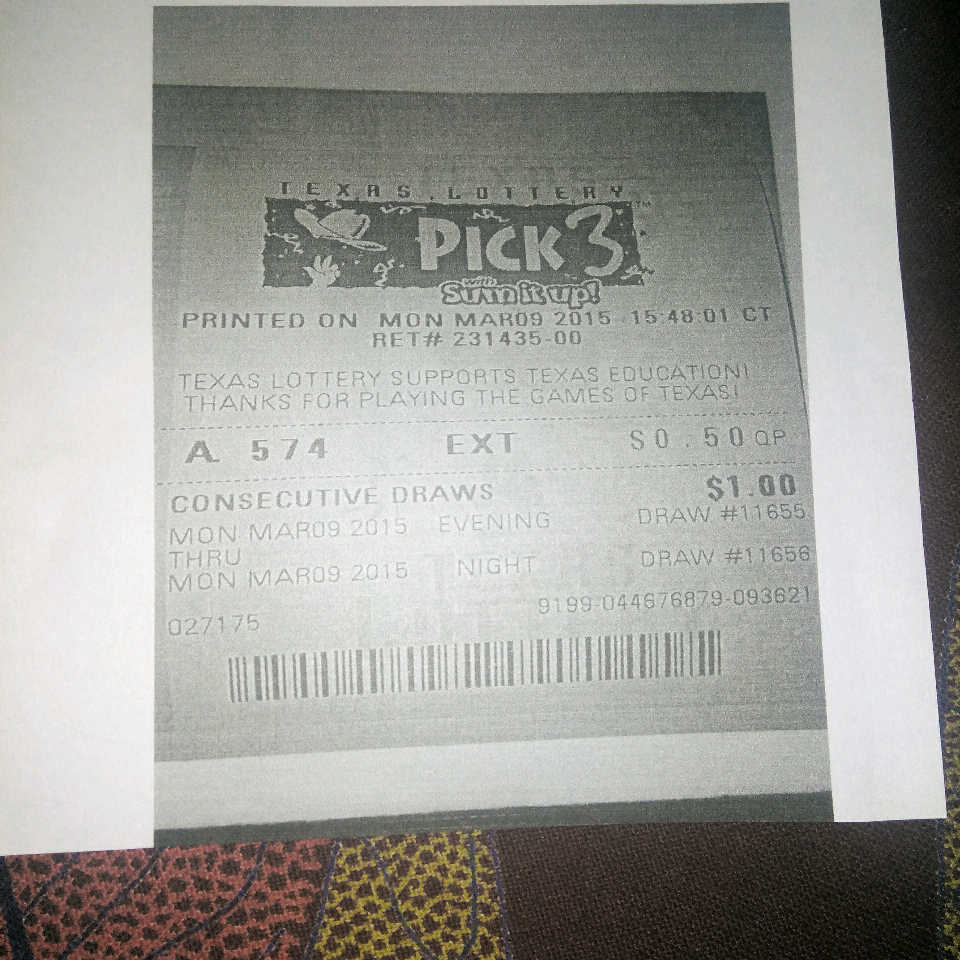 TEXAS LOTTERY
PICK 3™
with
Sum it up!
PRINTED ON MON MAR09 2015 15:48:01 CT
RET# 231435-00
TEXAS LOTTERY SUPPORTS TEXAS EDUCATION!
THANKS FOR PLAYING THE GAMES OF TEXAS!
A 574 EXT $0.50 QP
CONSECUTIVE DRAWS $1.00
MON MAR09 2015 EVENING DRAW #11655
THRU
MON MAR09 2015 NIGHT DRAW #11656
9199-044676879-093621
027175